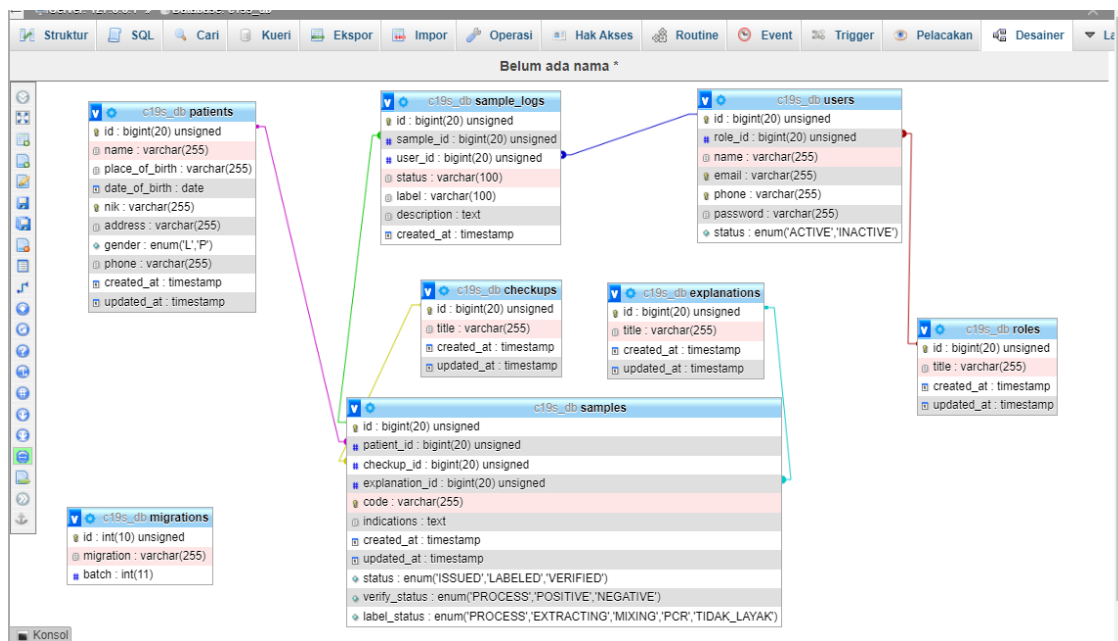 Struktur SQL Cari Kueri Ekspor Impor Operasi Hak Akses Routine Event Trigger Pelacakan Desainer
Belum ada nama *
c19s_db patients
id : bigint(20) unsigned
name : varchar(255)
place_of_birth : varchar(255)
date_of_birth : date
nik : varchar(255)
address : varchar(255)
gender : enum('L','P')
phone : varchar(255)
created_at : timestamp
updated_at : timestamp
c19s_db sample_logs
id : bigint(20) unsigned
sample_id : bigint(20) unsigned
user_id : bigint(20) unsigned
status : varchar(100)
label : varchar(100)
description : text
created_at : timestamp
c19s_db users
id : bigint(20) unsigned
role_id : bigint(20) unsigned
name : varchar(255)
email : varchar(255)
phone : varchar(255)
password : varchar(255)
status : enum('ACTIVE','INACTIVE')
c19s_db checkups
id : bigint(20) unsigned
title : varchar(255)
created_at : timestamp
updated_at : timestamp
c19s_db explanations
id : bigint(20) unsigned
title : varchar(255)
created_at : timestamp
updated_at : timestamp
c19s_db roles
id : bigint(20) unsigned
title : varchar(255)
created_at : timestamp
updated_at : timestamp
c19s_db samples
id : bigint(20) unsigned
patient_id : bigint(20) unsigned
checkup_id : bigint(20) unsigned
explanation_id : bigint(20) unsigned
code : varchar(255)
indications : text
created_at : timestamp
updated_at : timestamp
status : enum('ISSUED','LABELED','VERIFIED')
verify_status : enum('PROCESS','POSITIVE','NEGATIVE')
label_status : enum('PROCESS','EXTRACTING','MIXING','PCR','TIDAK_LAYAK')
c19s_db migrations
id : int(10) unsigned
migration : varchar(255)
batch : int(11)
Konsol